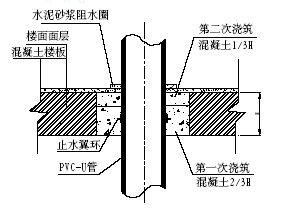 水泥砂浆阻水圈
楼面面层
混凝土楼板
第二次浇筑
混凝土1/3H
止水翼环
PVC-U管
第一次浇筑
混凝土2/3H